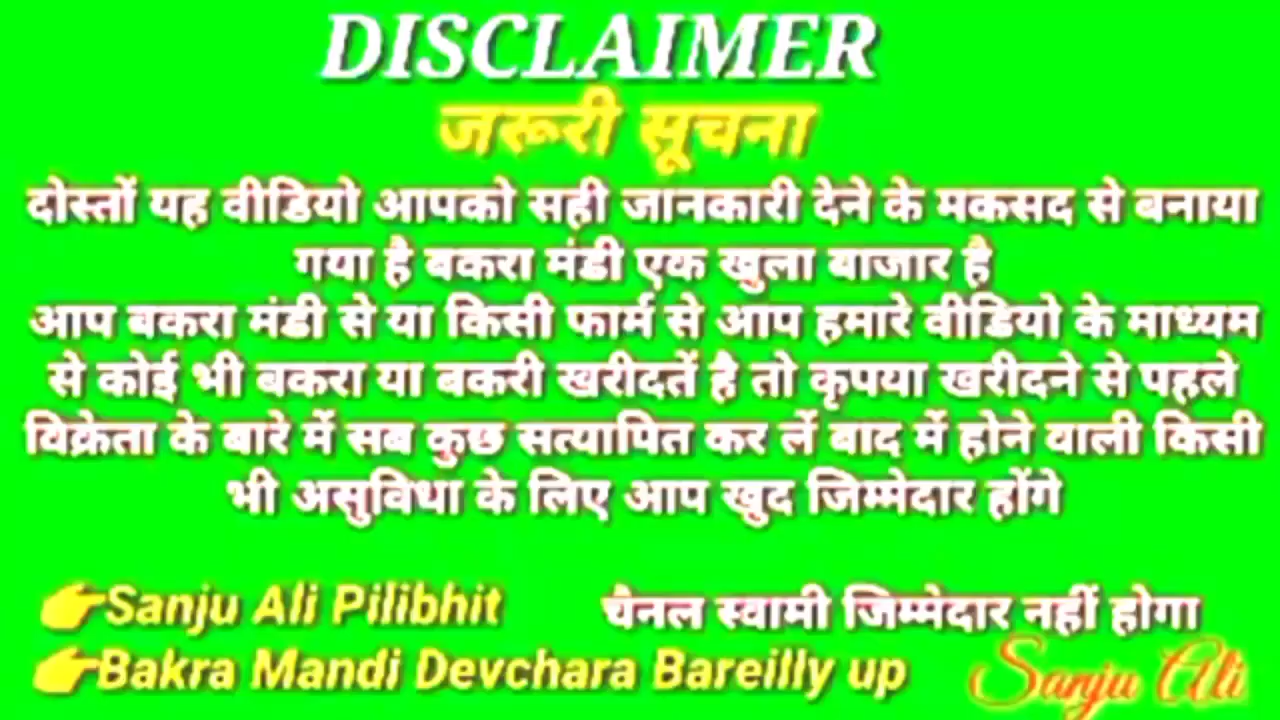 DISCLAIMER
जरूरी सूचना
दोस्तों यह वीडियो आपको सही जानकारी देने के मकसद से बनाया
गया है बकरा मंडी एक खुला बाजार है
आप बकरा मंडी से या किसी फार्म से आप हमारे वीडियो के माध्यम
से कोई भी बकरा या बकरी खरीदतें है तो कृपया खरीदने से पहले
विक्रेता के बारे में सब कुछ सत्यापित कर लें बाद में होने वाली किसी
भी असुविधा के लिए आप खुद जिम्मेदार होंगे
👉Sanju Ali Pilibhit
चैनल स्वामी जिम्मेदार नहीं होगा
👉Bakra Mandi Devchara Bareilly up
Sanju Ali